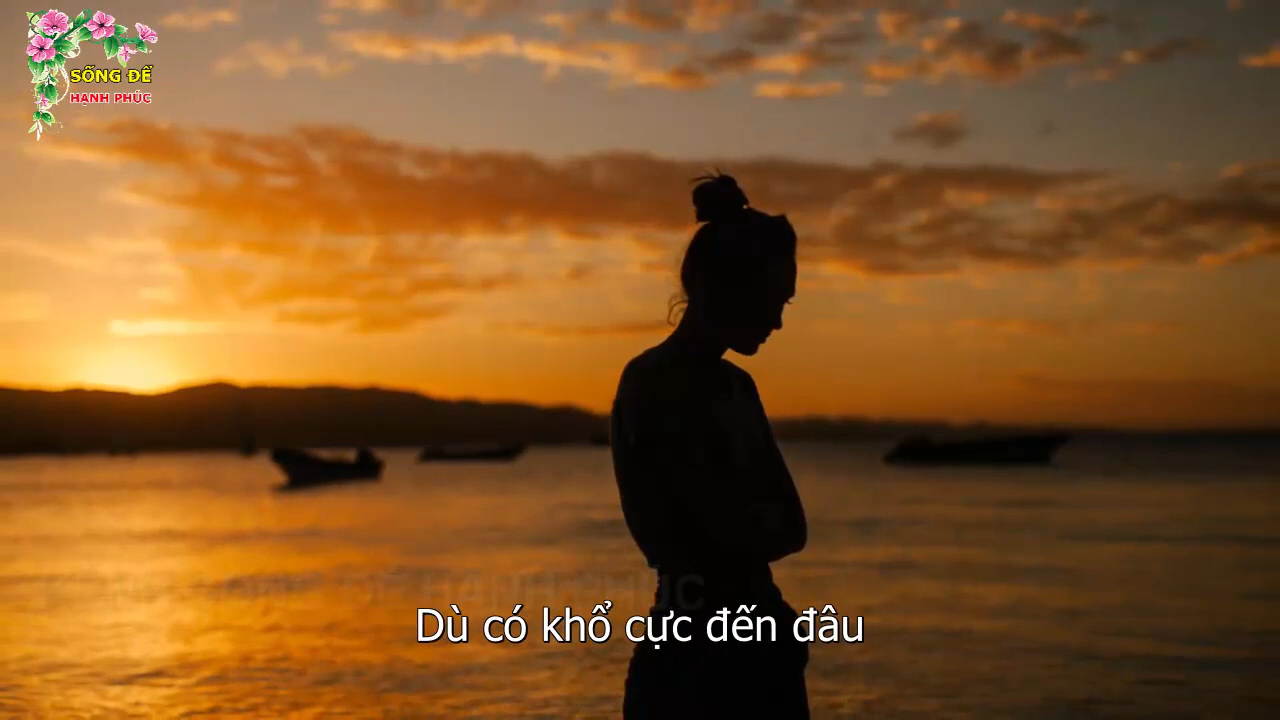 SỐNG ĐỂ
HẠNH PHÚC
Dù có khổ cực đến đâu